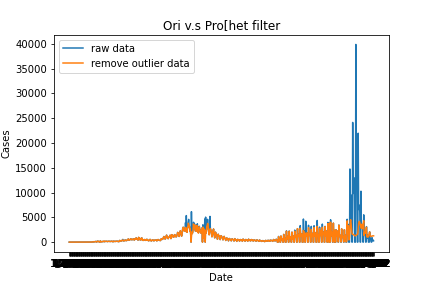 Ori v.s Pro[het filter
raw data
remove outlier data
40000
35000
30000
25000
20000
15000
10000
5000
0
Cases
Date